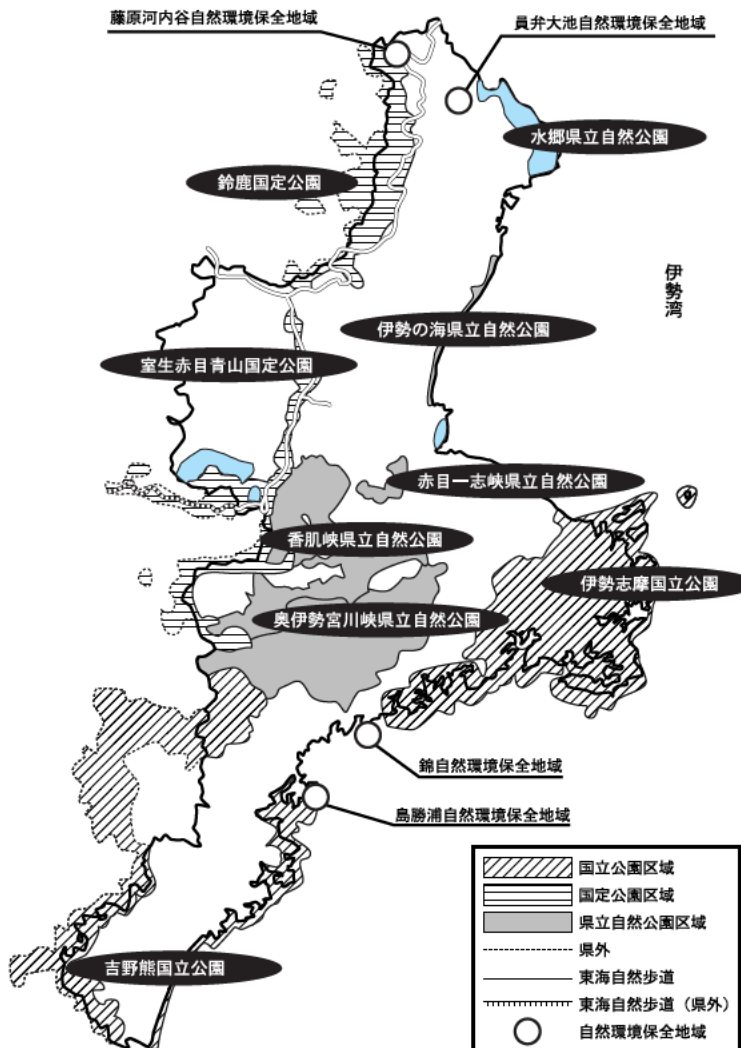 藤原河内谷自然環境保全地域
員弁大池自然環境保全地域
水郷県立自然公園
鈴鹿国定公園
伊勢湾
伊勢の海県立自然公園
室生赤目青山国定公園
赤目一志峡県立自然公園
香肌峡県立自然公園
伊勢志摩国立公園
奥伊勢宮川峡県立自然公園
錦自然環境保全地域
島勝浦自然環境保全地域
吉野熊国立公園
国立公園区域
国定公園区域
県立自然公園区域
県外
東海自然歩道
東海自然歩道（県外）
自然環境保全地域